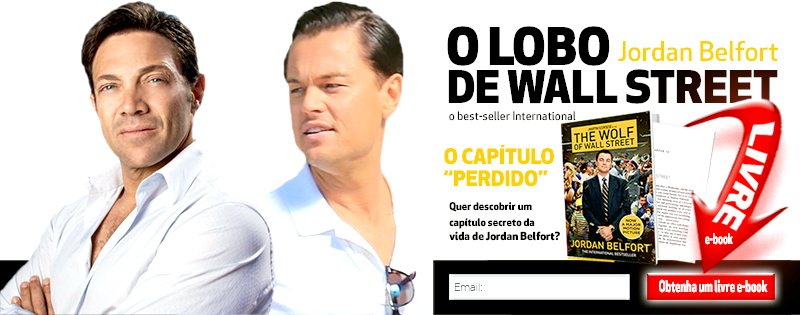 O LOBO
Jordan Belfort
DE WALL STREET
o best-seller International
O CAPÍTULO
“PERDIDO”
Quer descobrir um
capítulo secreto da
vida de Jordan Belfort?
THE WOLF
OF WALL STREET
NOW A
MAJOR
MOTION
PICTURE
JORDAN BELFORT
THE INTERNATIONAL BESTSELLER
STREET
LIVRE
e-book
Email:
Obtenha um livre e-book